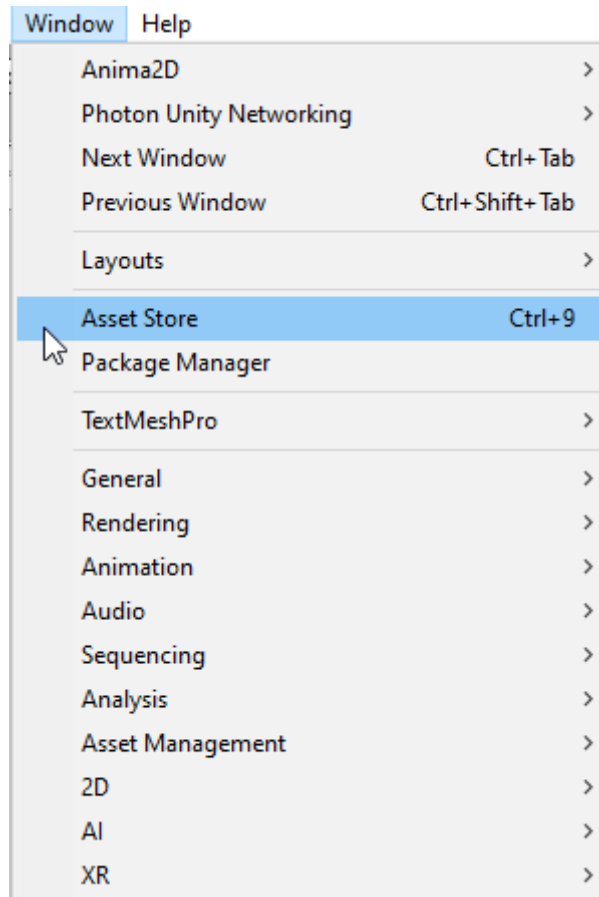 Window Help
Anima2D
Photon Unity Networking
Next Window Ctrl+Tab
Previous Window Ctrl+Shift+Tab
Layouts
Asset Store Ctrl+9
Package Manager
TextMeshPro
General
Rendering
Animation
Audio
Sequencing
Analysis
Asset Management
2D
AI
XR